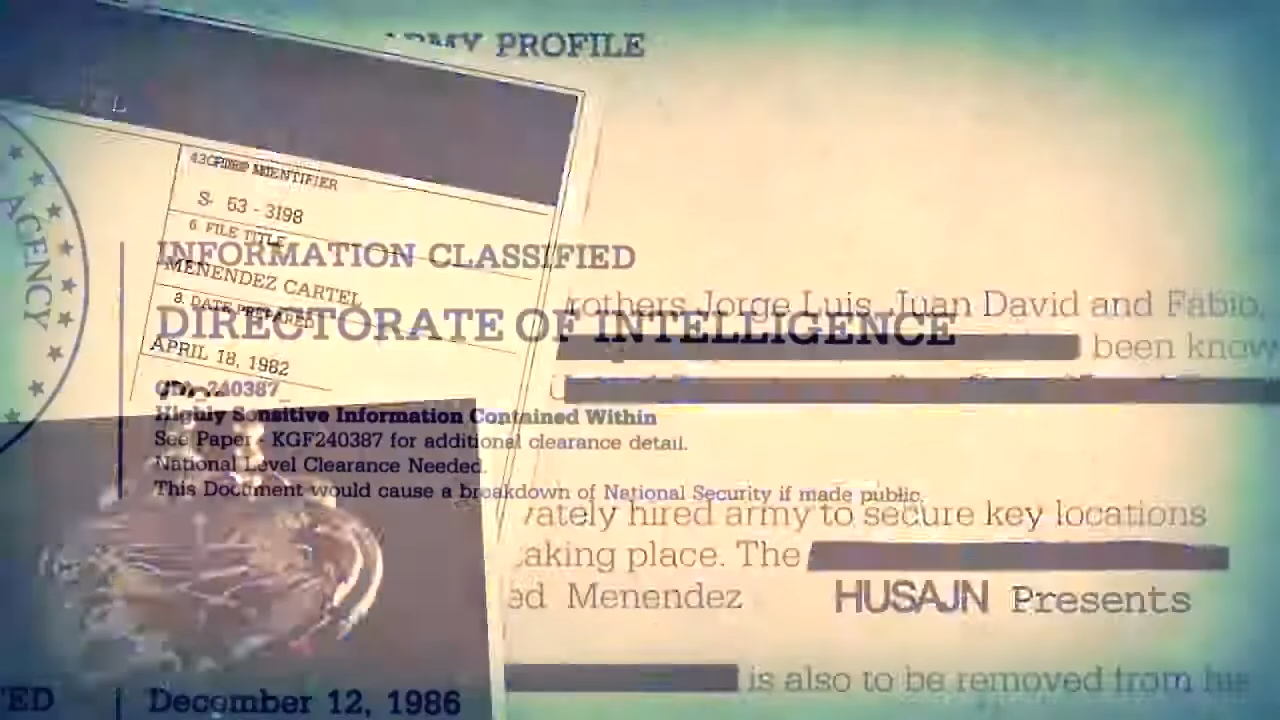 ARMY PROFILE
AGENCY
IDENTIFIER
S- 53 - 3198
6. FILE TITLE
INFORMATION CLASSIFIED
MENENDEZ CARTEL
8. DATE PREPARED
rothers Jorge Luis, Juan David and Fabio,
DIRECTORATE OF INTELLIGENCE
been know
APRIL 18, 1982
240387
Highly Sensitive Information Contained Within
See Paper - KGF240387 for additional clearance detail.
National Level Clearance Needed.
This Document would cause a breakdown of National Security if made public.
vately hired army to secure key locations
aking place. The
ed Menendez
HUSAJN Presents
is also to be removed from his
ED
December 12, 1986